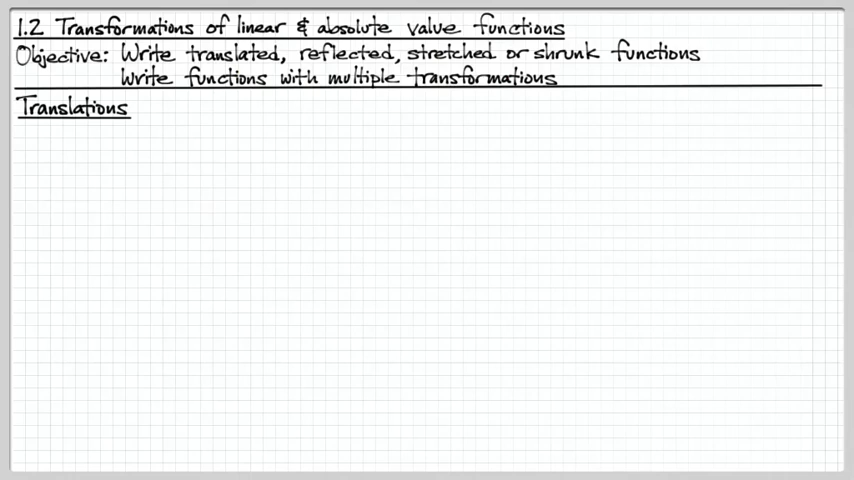 1.2 Transformations of linear & absolute value functions
Objective: Write translated, reflected, stretched or shrunk functions
Write functions with multiple transformations
Translations